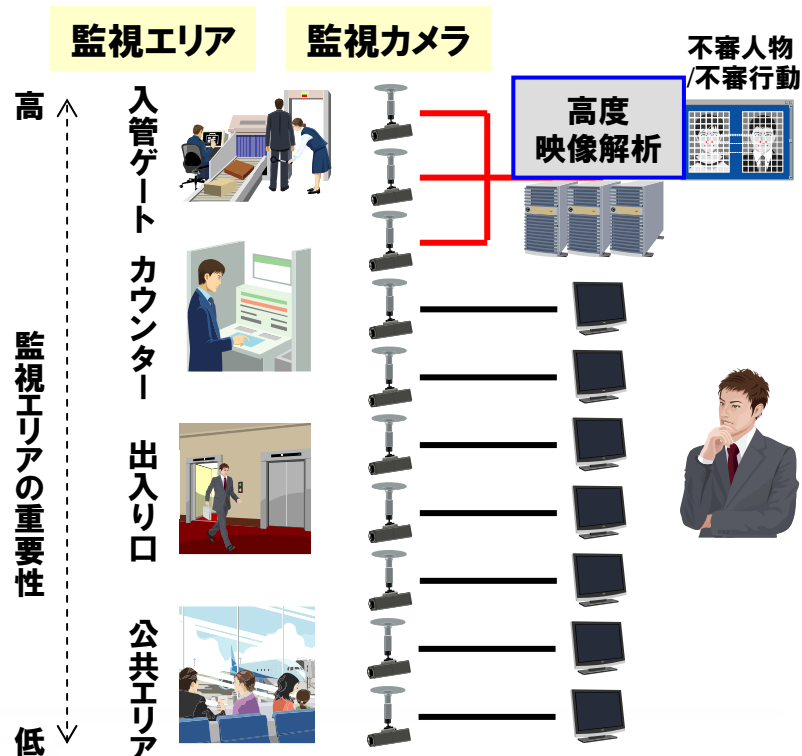 監視エリア
監視カメラ
不審人物
/不審行動
高度
映像解析
高
監視エリアの重要性
低
入管ゲート
カウンター
出入り口
公共エリア